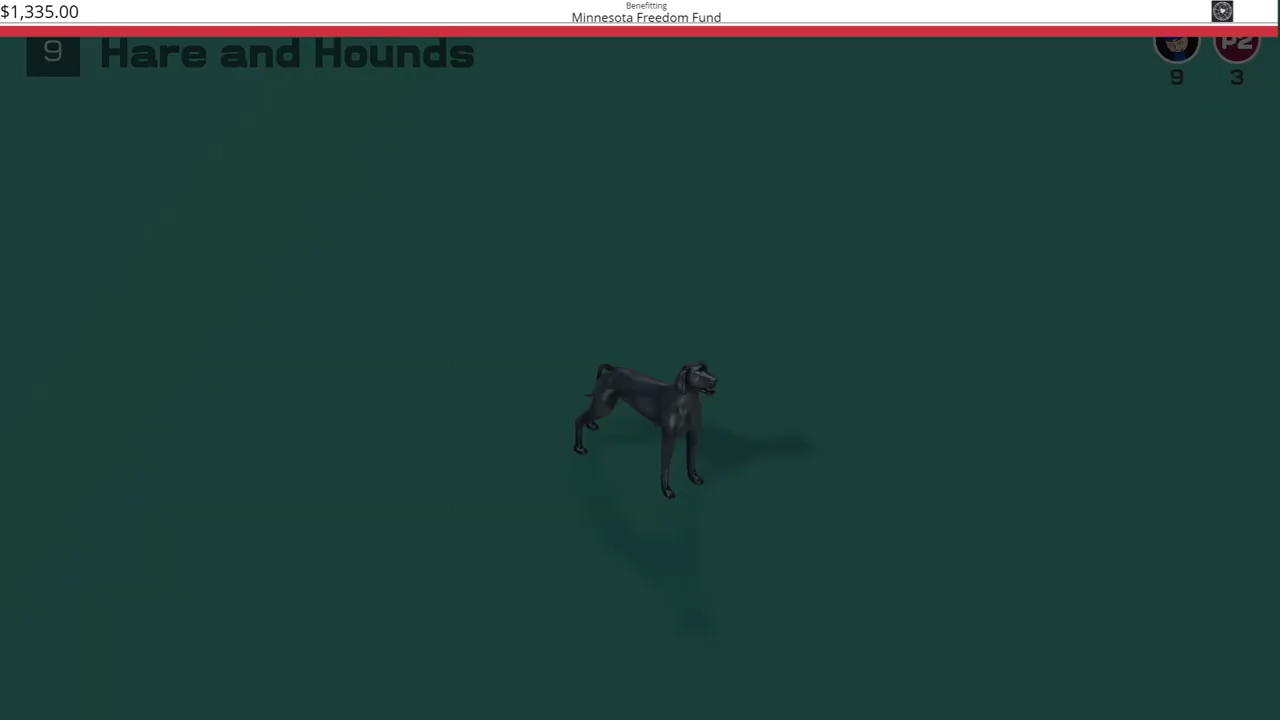 $1,335.00
Benefitting
Minnesota Freedom Fund
9 Hare and Hounds
P2
9 3